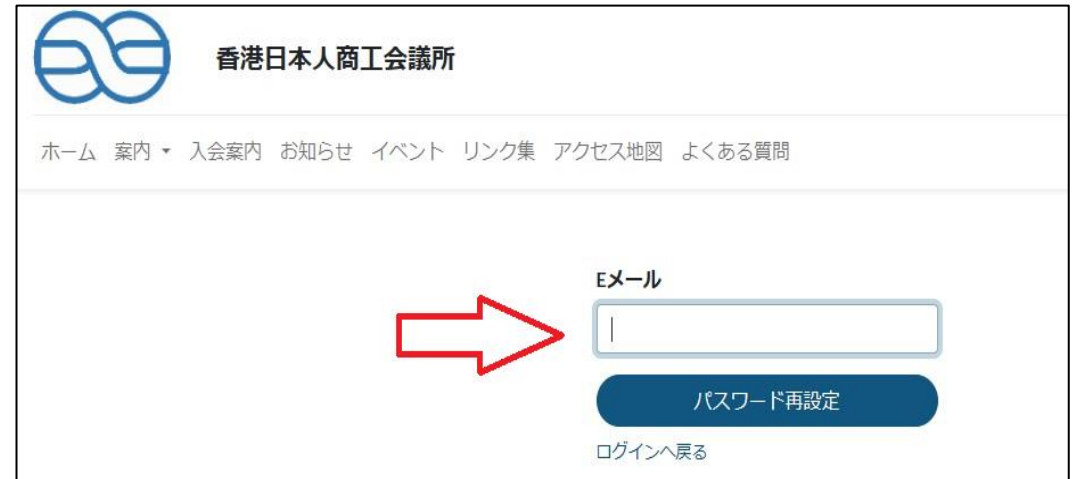 香港日本人商工会議所
ホーム 案内 入会案内 お知らせ イベント リンク集 アクセス地図 よくある質問
Eメール
パスワード再設定
ログインへ戻る